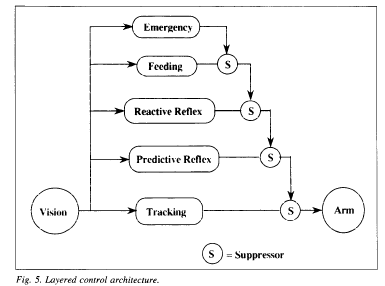 Emergency
Feeding
S
Reactive Reflex
S
Predictive Reflex
S
Vision
Tracking
S
Arm
S = Suppressor
Fig. 5. Layered control architecture.